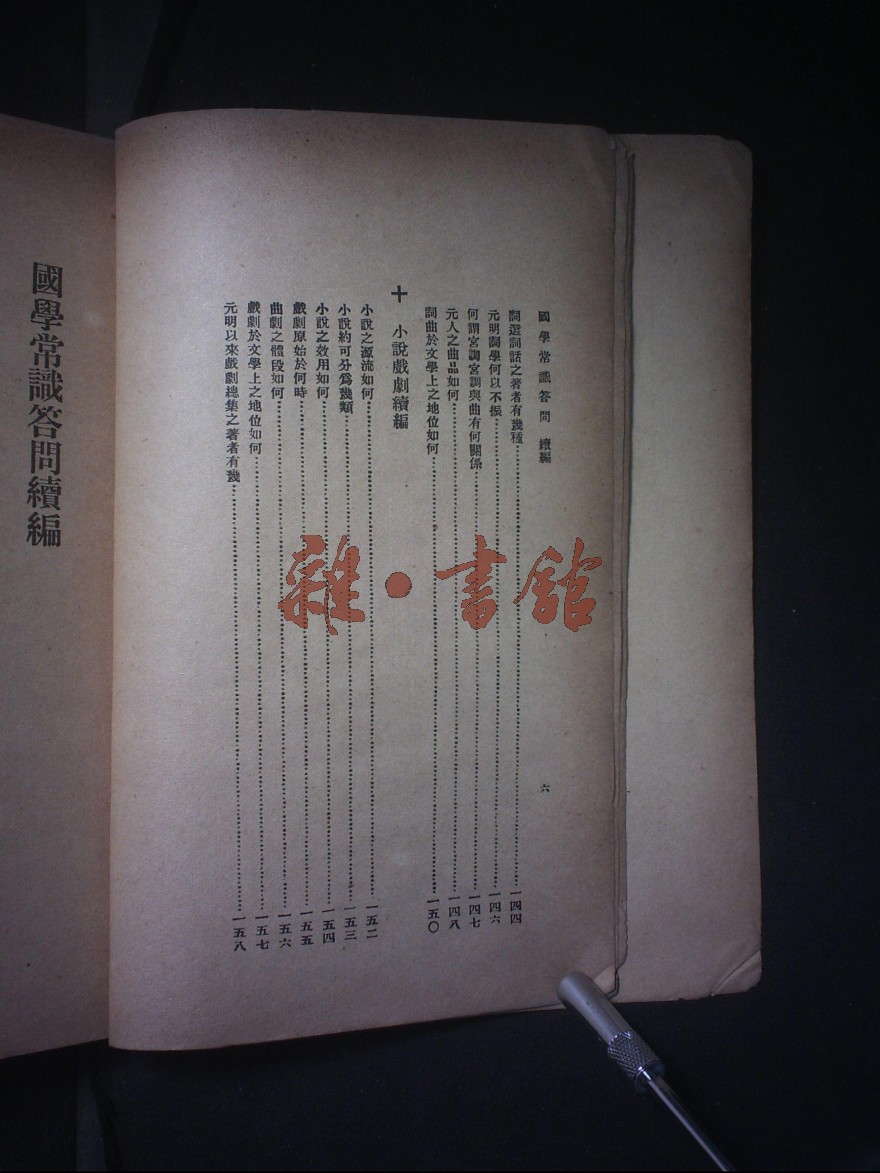 國學常識答問 續編
六
詞選詞話之著者有幾種……一四四
元明詞學何以不振……一四六
何謂宮調宮調與曲有何關係……一四七
元人之曲品如何……一四八
詞曲於文學上之地位如何……一五〇
十 小說戲劇續編
小說之源流如何……一五二
小說約可分爲幾類……一五三
小說之效用如何……一五四
戲劇原始於何時……一五五
曲劇之體段如何……一五六
戲劇於文學上之地位如何……一五七
元明以來戲劇總集之著者有幾……一五八
國學常識答問續編
雜·書館